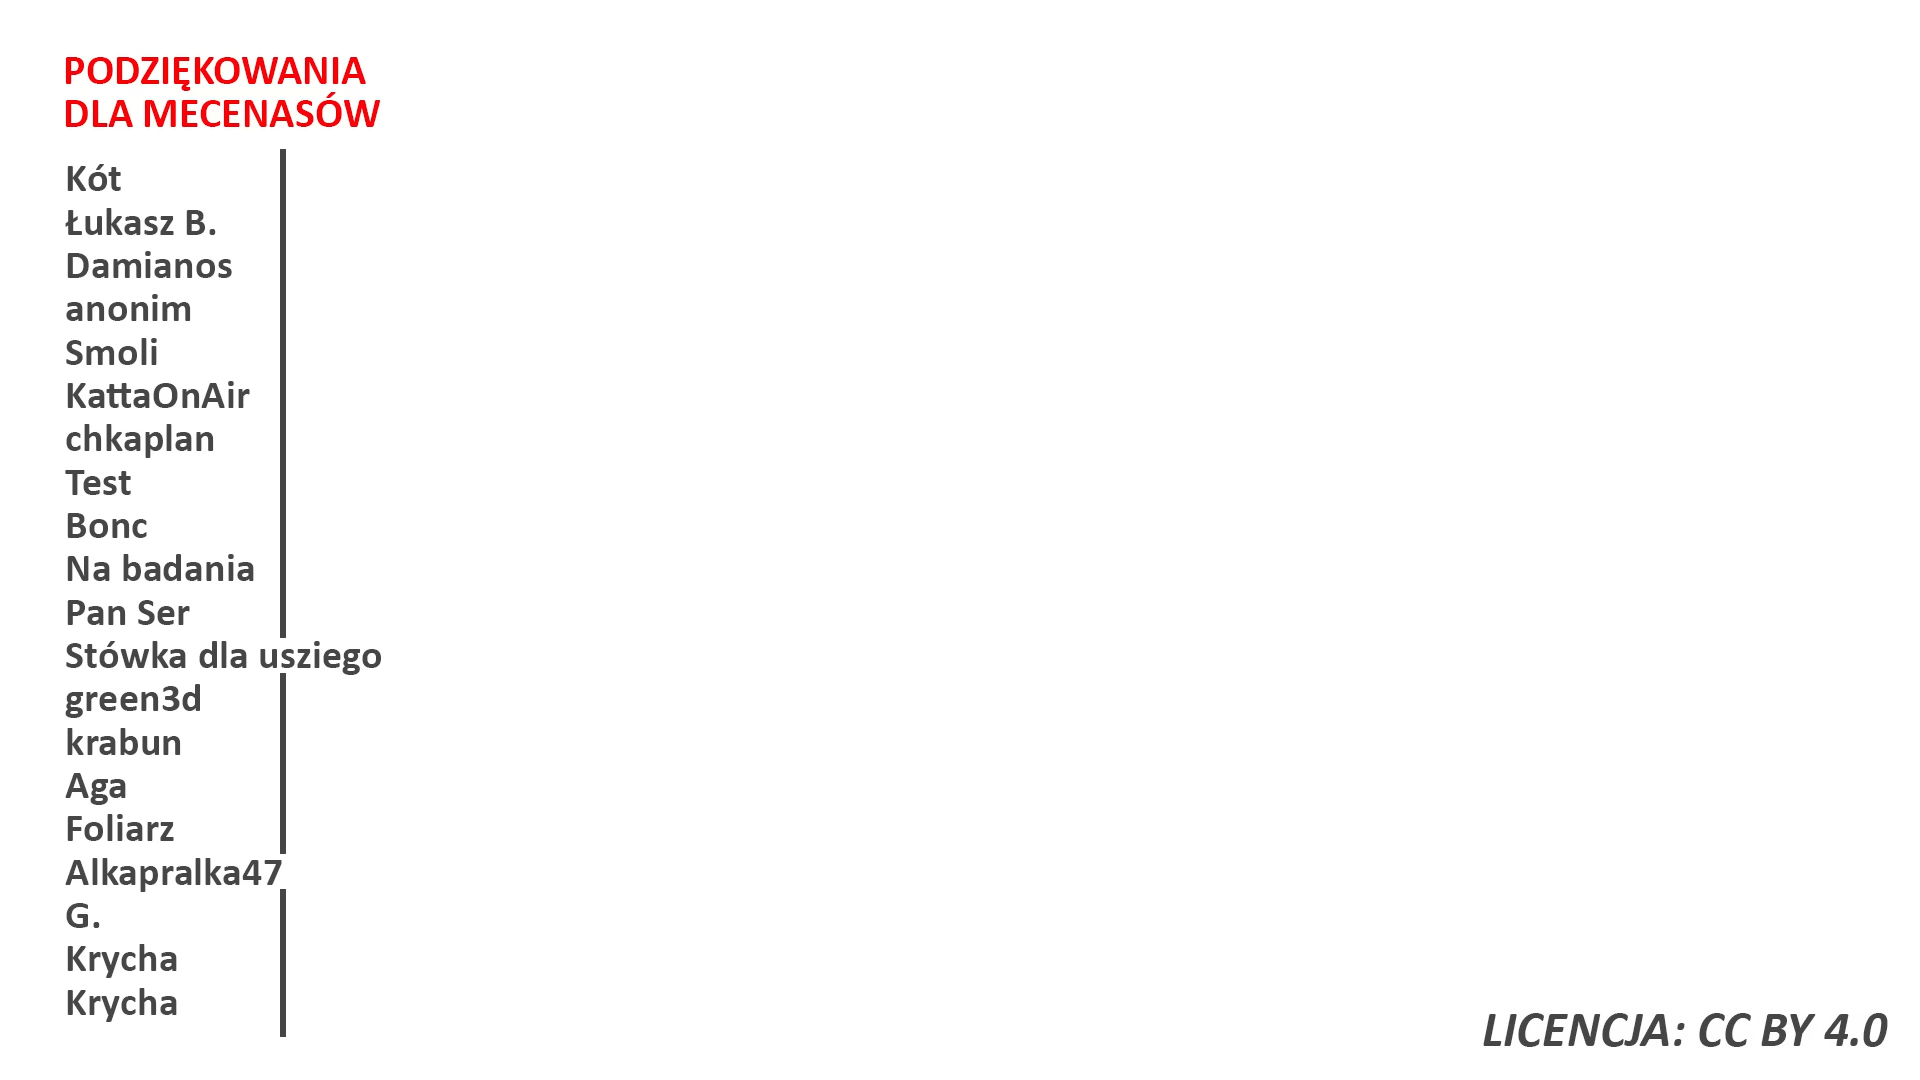 PODZIĘKOWANIA
DLA MECENASÓW
Kót
Łukasz B.
Damianos
anonim
Smoli
KattaOnAir
chkaplan
Test
Bonc
Na badania
Pan Ser
Stówka dla usziego
green3d
krabun
Aga
Foliarz
Alkapralka47
G.
Krycha
Krycha
LICENCJA: CC BY 4.0